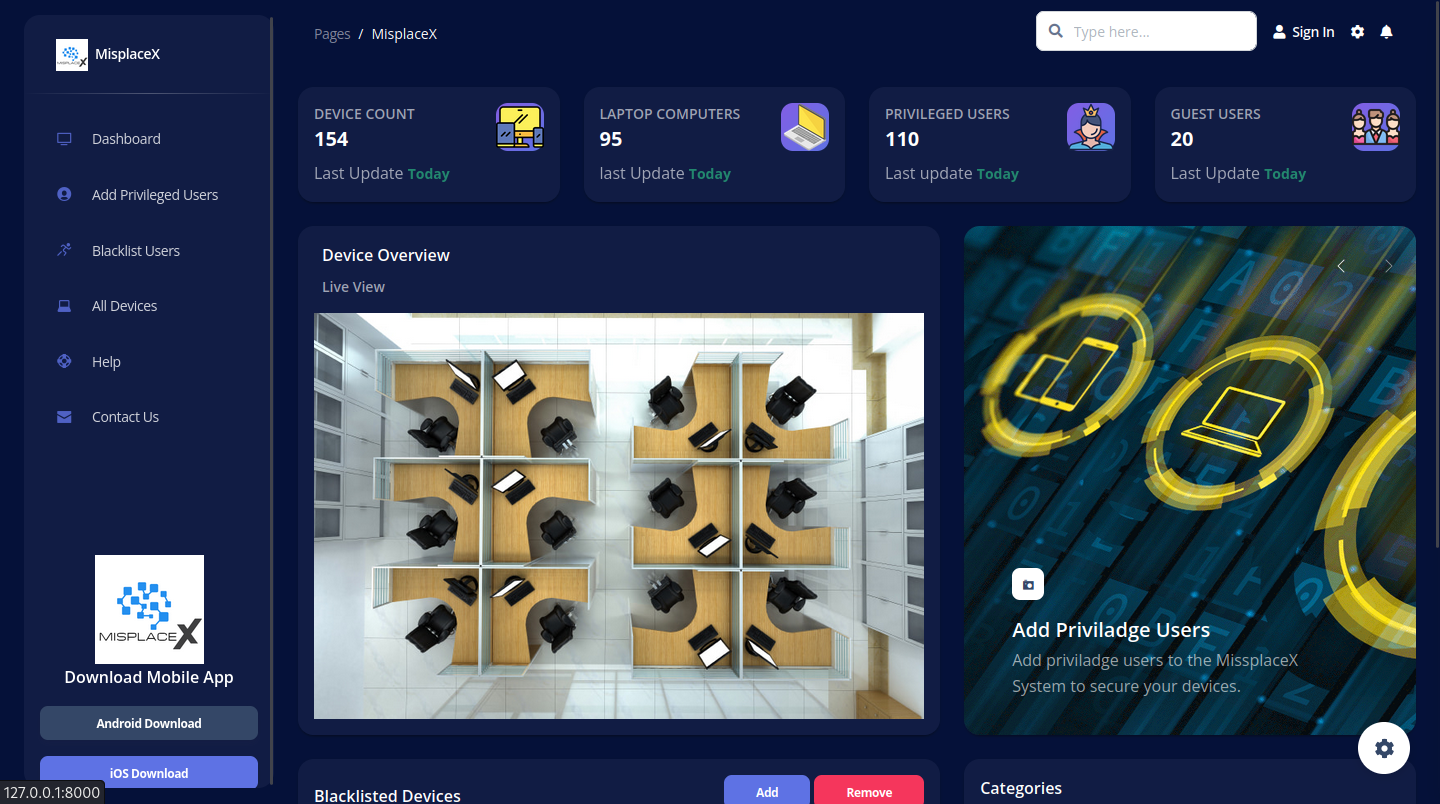 MISPLACEX
MisplaceX
Dashboard
Add Privileged Users
Blacklist Users
All Devices
Help
Contact Us
MISPLACEX
Download Mobile App
Android Download
iOS Download
127.0.0.1:8000
Pages / MisplaceX
Type here...
Sign In
DEVICE COUNT
154
Last Update Today
LAPTOP COMPUTERS
95
last Update Today
PRIVILEGED USERS
110
Last update Today
GUEST USERS
20
Last Update Today
Device Overview
Live View
Add Priviladge Users
Add priviladge users to the MissplaceX
System to secure your devices.
Blacklisted Devices
Add
Remove
Categories